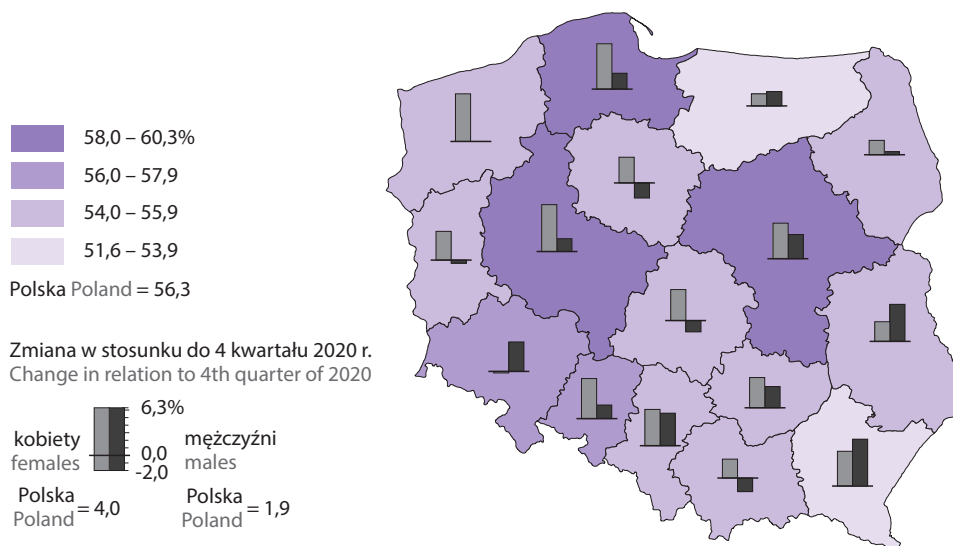 58,0 – 60,3%
56,0 – 57,9
54,0 – 55,9
51,6 – 53,9
Polska Poland = 56,3
Zmiana w stosunku do 4 kwartału 2020 r.
Change in relation to 4th quarter of 2020
6,3%
kobiety
females
0,0
-2,0
mężczyźni
males
Polska
Poland = 4,0
Polska
Poland = 1,9